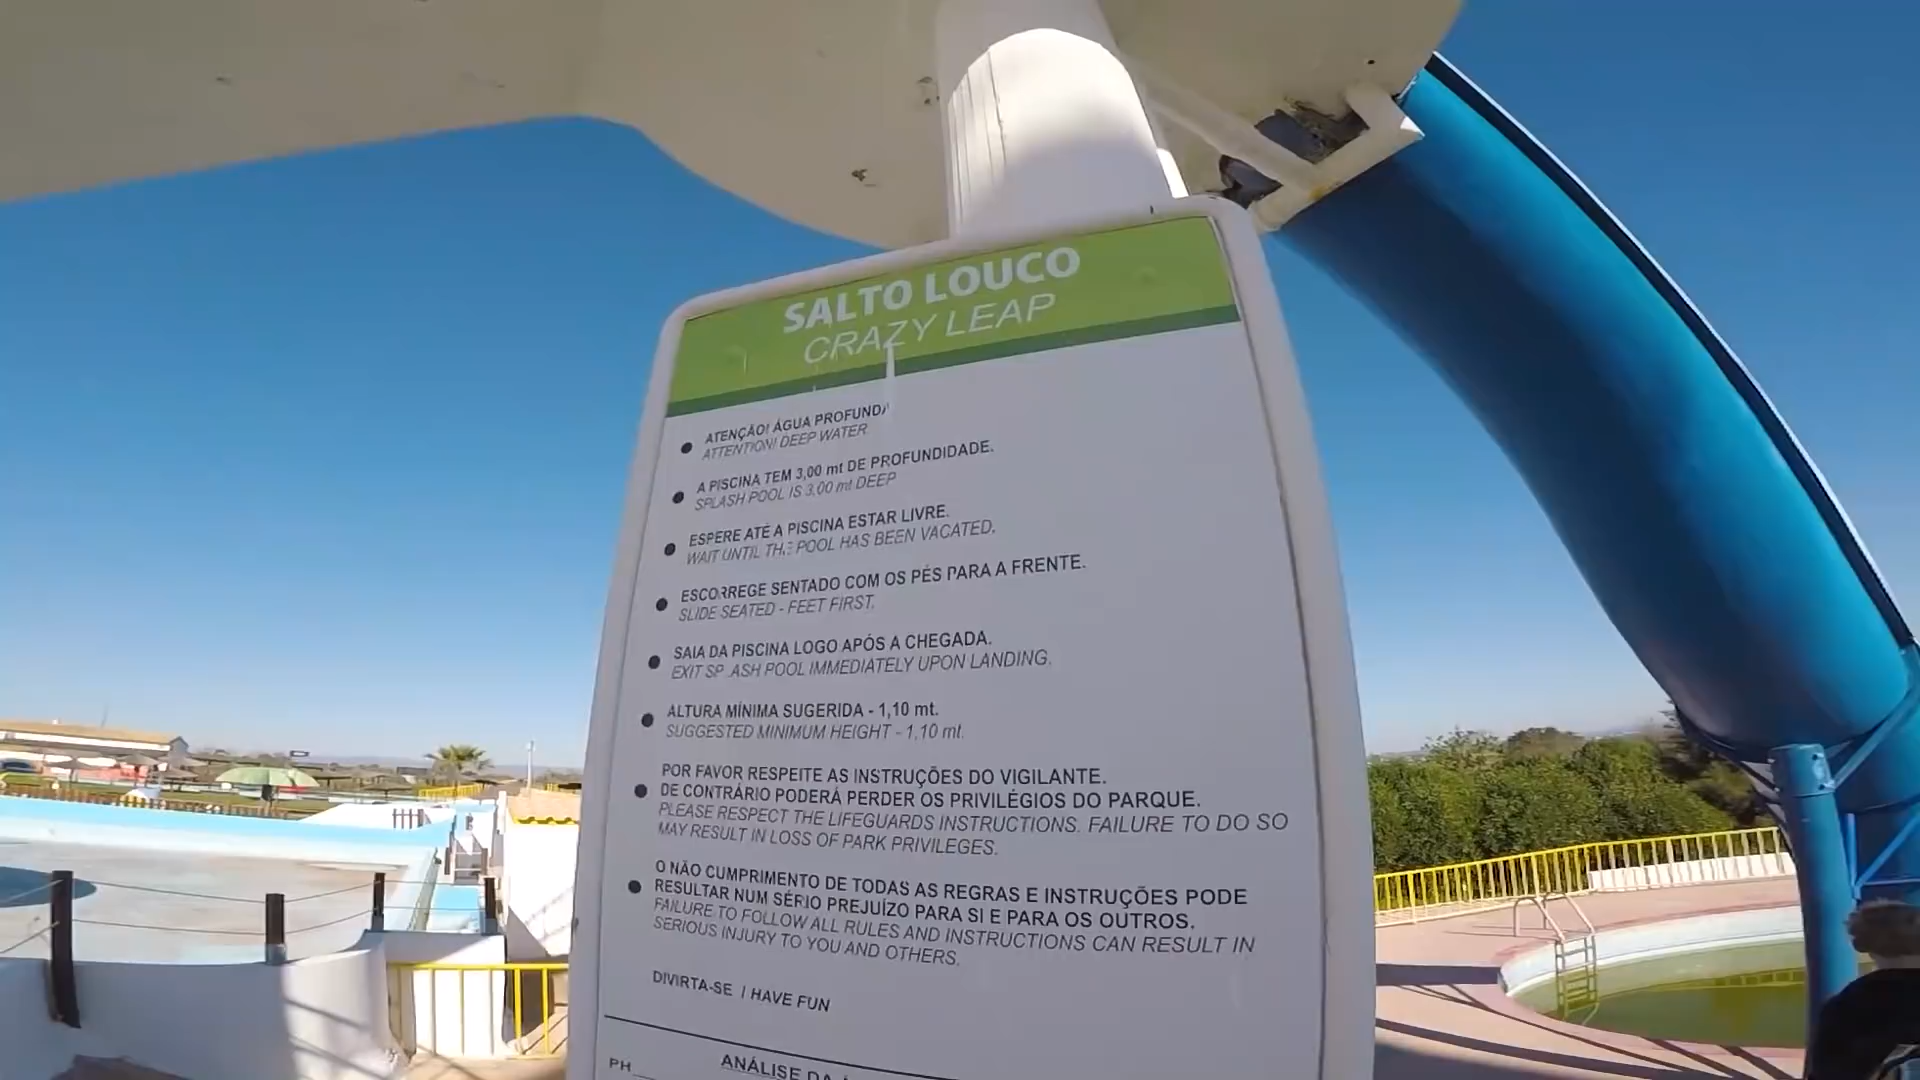 SALTO LOUCO
CRAZY LEAP
ATENÇÃO! ÁGUA PROFUNDA
ATTENTION! DEEP WATER
A PISCINA TEM 3,00 mt DE PROFUNDIDADE.
SPLASH POOL IS 3,00 mt DEEP
ESPERE ATÉ A PISCINA ESTAR LIVRE.
WAIT UNTIL THE POOL HAS BEEN VACATED.
ESCORREGE SENTADO COM OS PÉS PARA A FRENTE.
SLIDE SEATED - FEET FIRST.
SAIA DA PISCINA LOGO APÓS A CHEGADA.
EXIT SPLASH POOL IMMEDIATELY UPON LANDING.
ALTURA MÍNIMA SUGERIDA - 1,10 mt.
SUGGESTED MINIMUM HEIGHT - 1,10 mt.
POR FAVOR RESPEITE AS INSTRUÇÕES DO VIGILANTE.
DE CONTRÁRIO PODERÁ PERDER OS PRIVILÉGIOS DO PARQUE.
PLEASE RESPECT THE LIFEGUARDS INSTRUCTIONS. FAILURE TO DO SO
MAY RESULT IN LOSS OF PARK PRIVILEGES.
O NÃO CUMPRIMENTO DE TODAS AS REGRAS E INSTRUÇÕES PODE
RESULTAR NUM SÉRIO PREJUÍZO PARA SI E PARA OS OUTROS.
FAILURE TO FOLLOW ALL RULES AND INSTRUCTIONS CAN RESULT IN
SERIOUS INJURY TO YOU AND OTHERS.
DIVIRTA-SE / HAVE FUN
ANÁLISE DA
PH